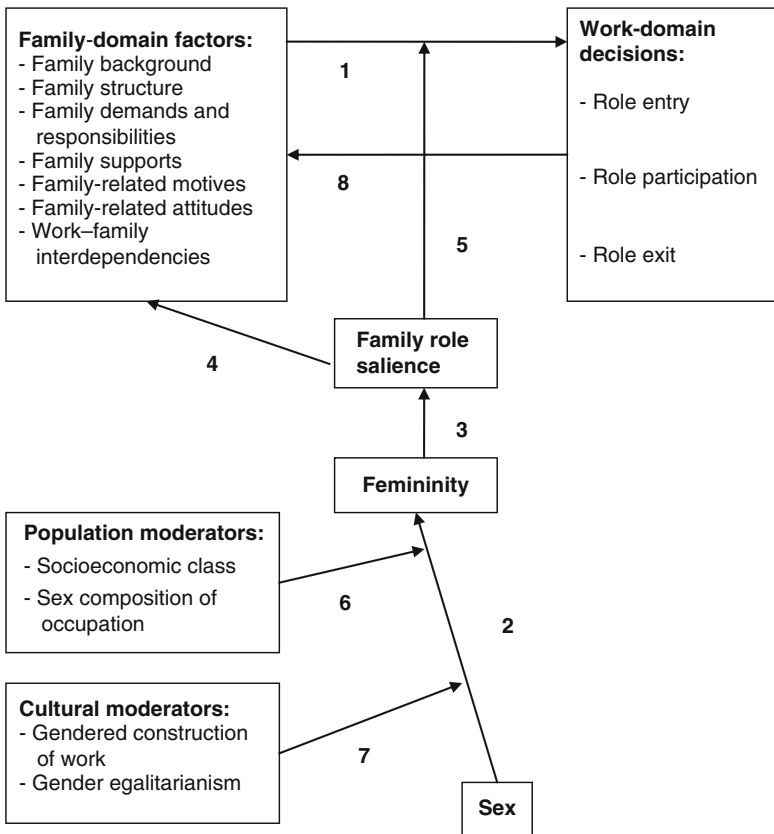 Family-domain factors:
- Family background
- Family structure
- Family demands and
responsibilities
- Family supports
- Family-related motives
- Family-related attitudes
- Work–family
interdependencies
1
8
Work-domain
decisions:
- Role entry
- Role participation
- Role exit
5
4
Family role
salience
3
Femininity
Population moderators:
- Socioeconomic class
- Sex composition of
occupation
6
2
Cultural moderators:
- Gendered construction
of work
- Gender egalitarianism
7
Sex